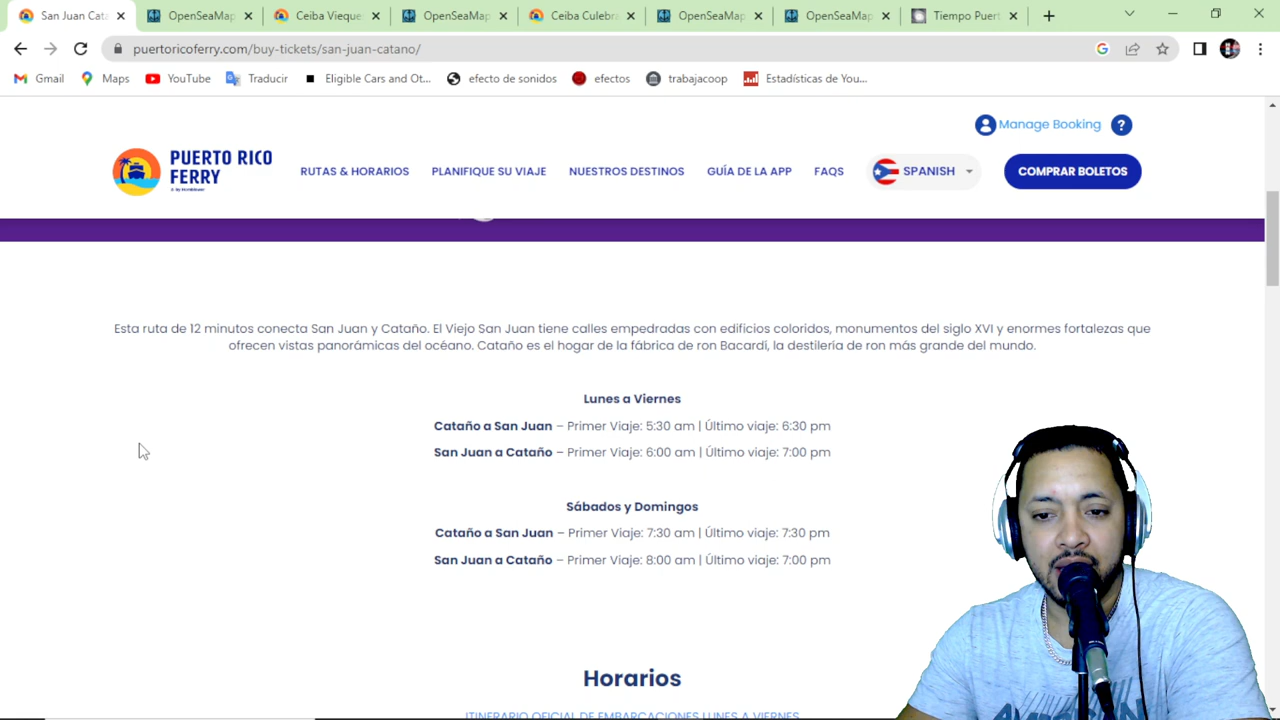 San Juan Cata
OpenSeaMap
Ceiba Vieque
OpenSeaMap
Ceiba Culebra
OpenSeaMap
OpenSeaMap
Tiempo Puert
puertoricoferry.com/buy-tickets/san-juan-catano/
Gmail
Maps
YouTube
Traducir
Eligible Cars and Ot...
efecto de sonidos
efectos
trabajacoop
Estadísticas de You...
Manage Booking ?
PUERTO RICO
FERRY
RUTAS & HORARIOS
PLANIFIQUE SU VIAJE
NUESTROS DESTINOS
GUÍA DE LA APP
FAQS
SPANISH
COMPRAR BOLETOS
Esta ruta de 12 minutos conecta San Juan y Cataño. El Viejo San Juan tiene calles empedradas con edificios coloridos, monumentos del siglo XVI y enormes fortalezas que
ofrecen vistas panorámicas del océano. Cataño es el hogar de la fábrica de ron Bacardí, la destilería de ron más grande del mundo.
Lunes a Viernes
Cataño a San Juan – Primer Viaje: 5:30 am | Último viaje: 6:30 pm
San Juan a Cataño – Primer Viaje: 6:00 am | Último viaje: 7:00 pm
Sábados y Domingos
Cataño a San Juan – Primer Viaje: 7:30 am | Último viaje: 7:30 pm
San Juan a Cataño – Primer Viaje: 8:00 am | Último viaje: 7:00 pm
Horarios
ITINERARIO OFICIAL DE EMBARCACIONES LUNES A VIERNES